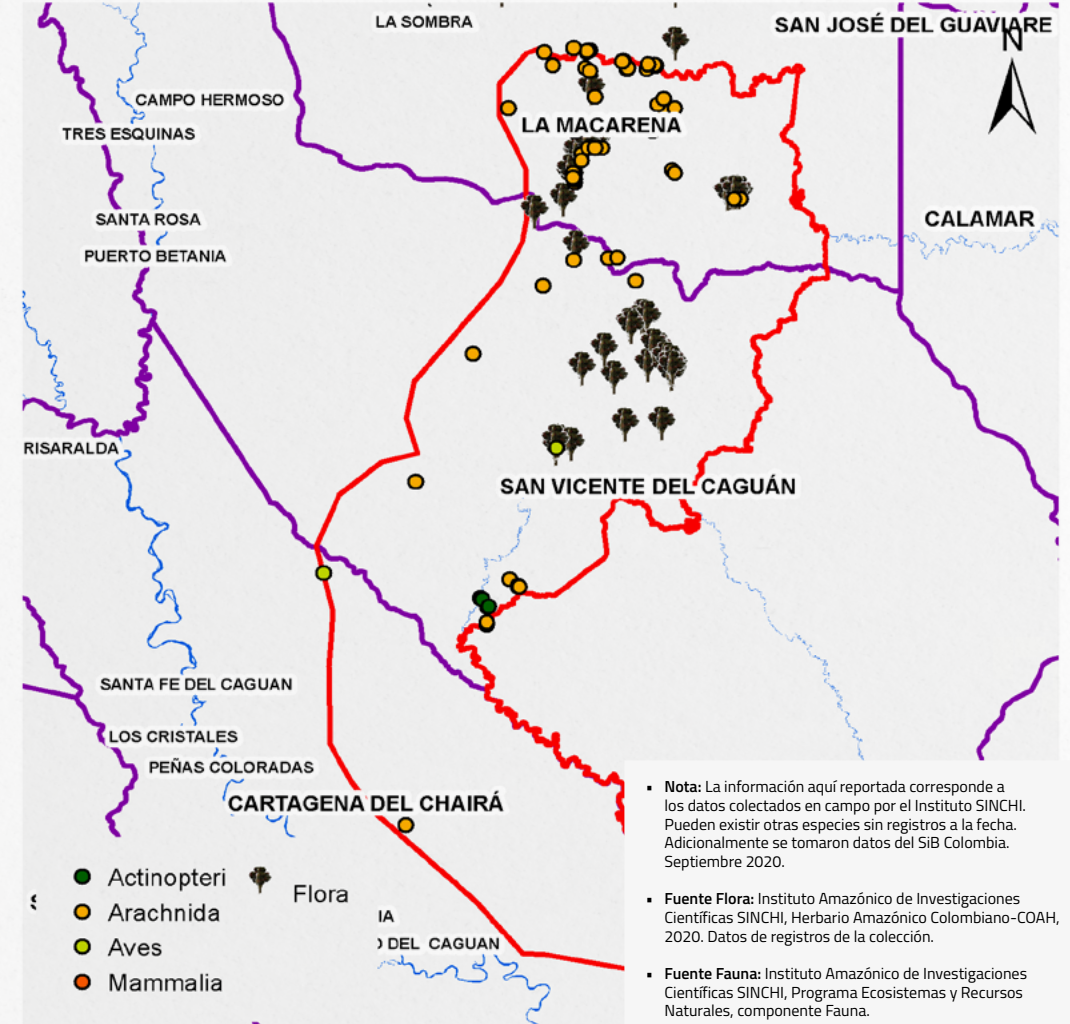 LA SOMBRA
SAN JOSÉ DEL GUAVIARE
N
CAMPO HERMOSO
TRES ESQUINAS
LA MACARENA
SANTA ROSA
CALAMAR
PUERTO BETANIA
RISARALDA
SAN VICENTE DEL CAGUÁN
SANTA FE DEL CAGUAN
LOS CRISTALES
PEÑAS COLORADAS
CARTAGENA DEL CHAIRÁ
Actinopteri
Arachnida
Aves
Mammalia
Flora
IA
DEL CAGUAN
▪ Nota: La información aquí reportada corresponde a
los datos colectados en campo por el Instituto SINCHI.
Pueden existir otras especies sin registros a la fecha.
Adicionalmente se tomaron datos del SiB Colombia.
Septiembre 2020.
▪ Fuente Flora: Instituto Amazónico de Investigaciones
Científicas SINCHI, Herbario Amazónico Colombiano-COAH,
2020. Datos de registros de la colección.
▪ Fuente Fauna: Instituto Amazónico de Investigaciones
Científicas SINCHI, Programa Ecosistemas y Recursos
Naturales, componente Fauna.